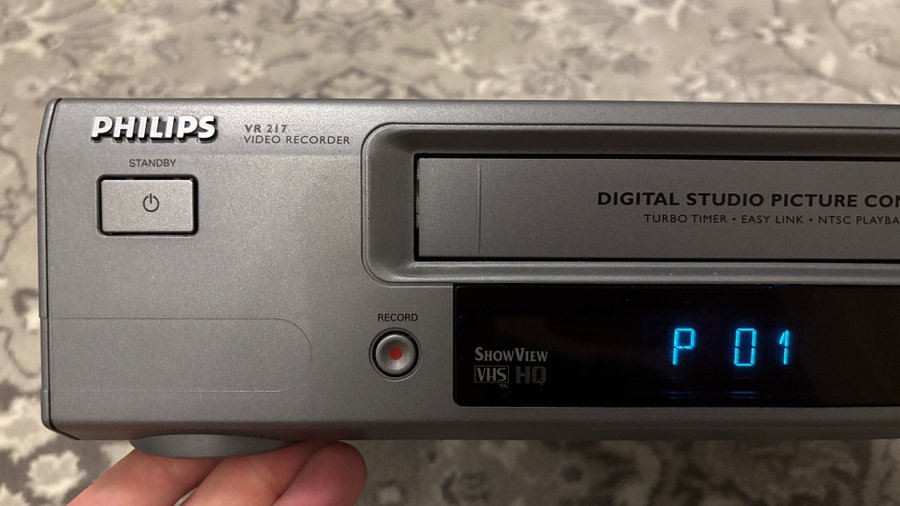 PHILIPS
VR 217
VIDEO RECORDER
STANDBY
DIGITAL STUDIO PICTURE CON
TURBO TIMER • EASY LINK • NTSC PLAYBA
RECORD
P 01
SHOWVIEW
VHS HQ
PAL